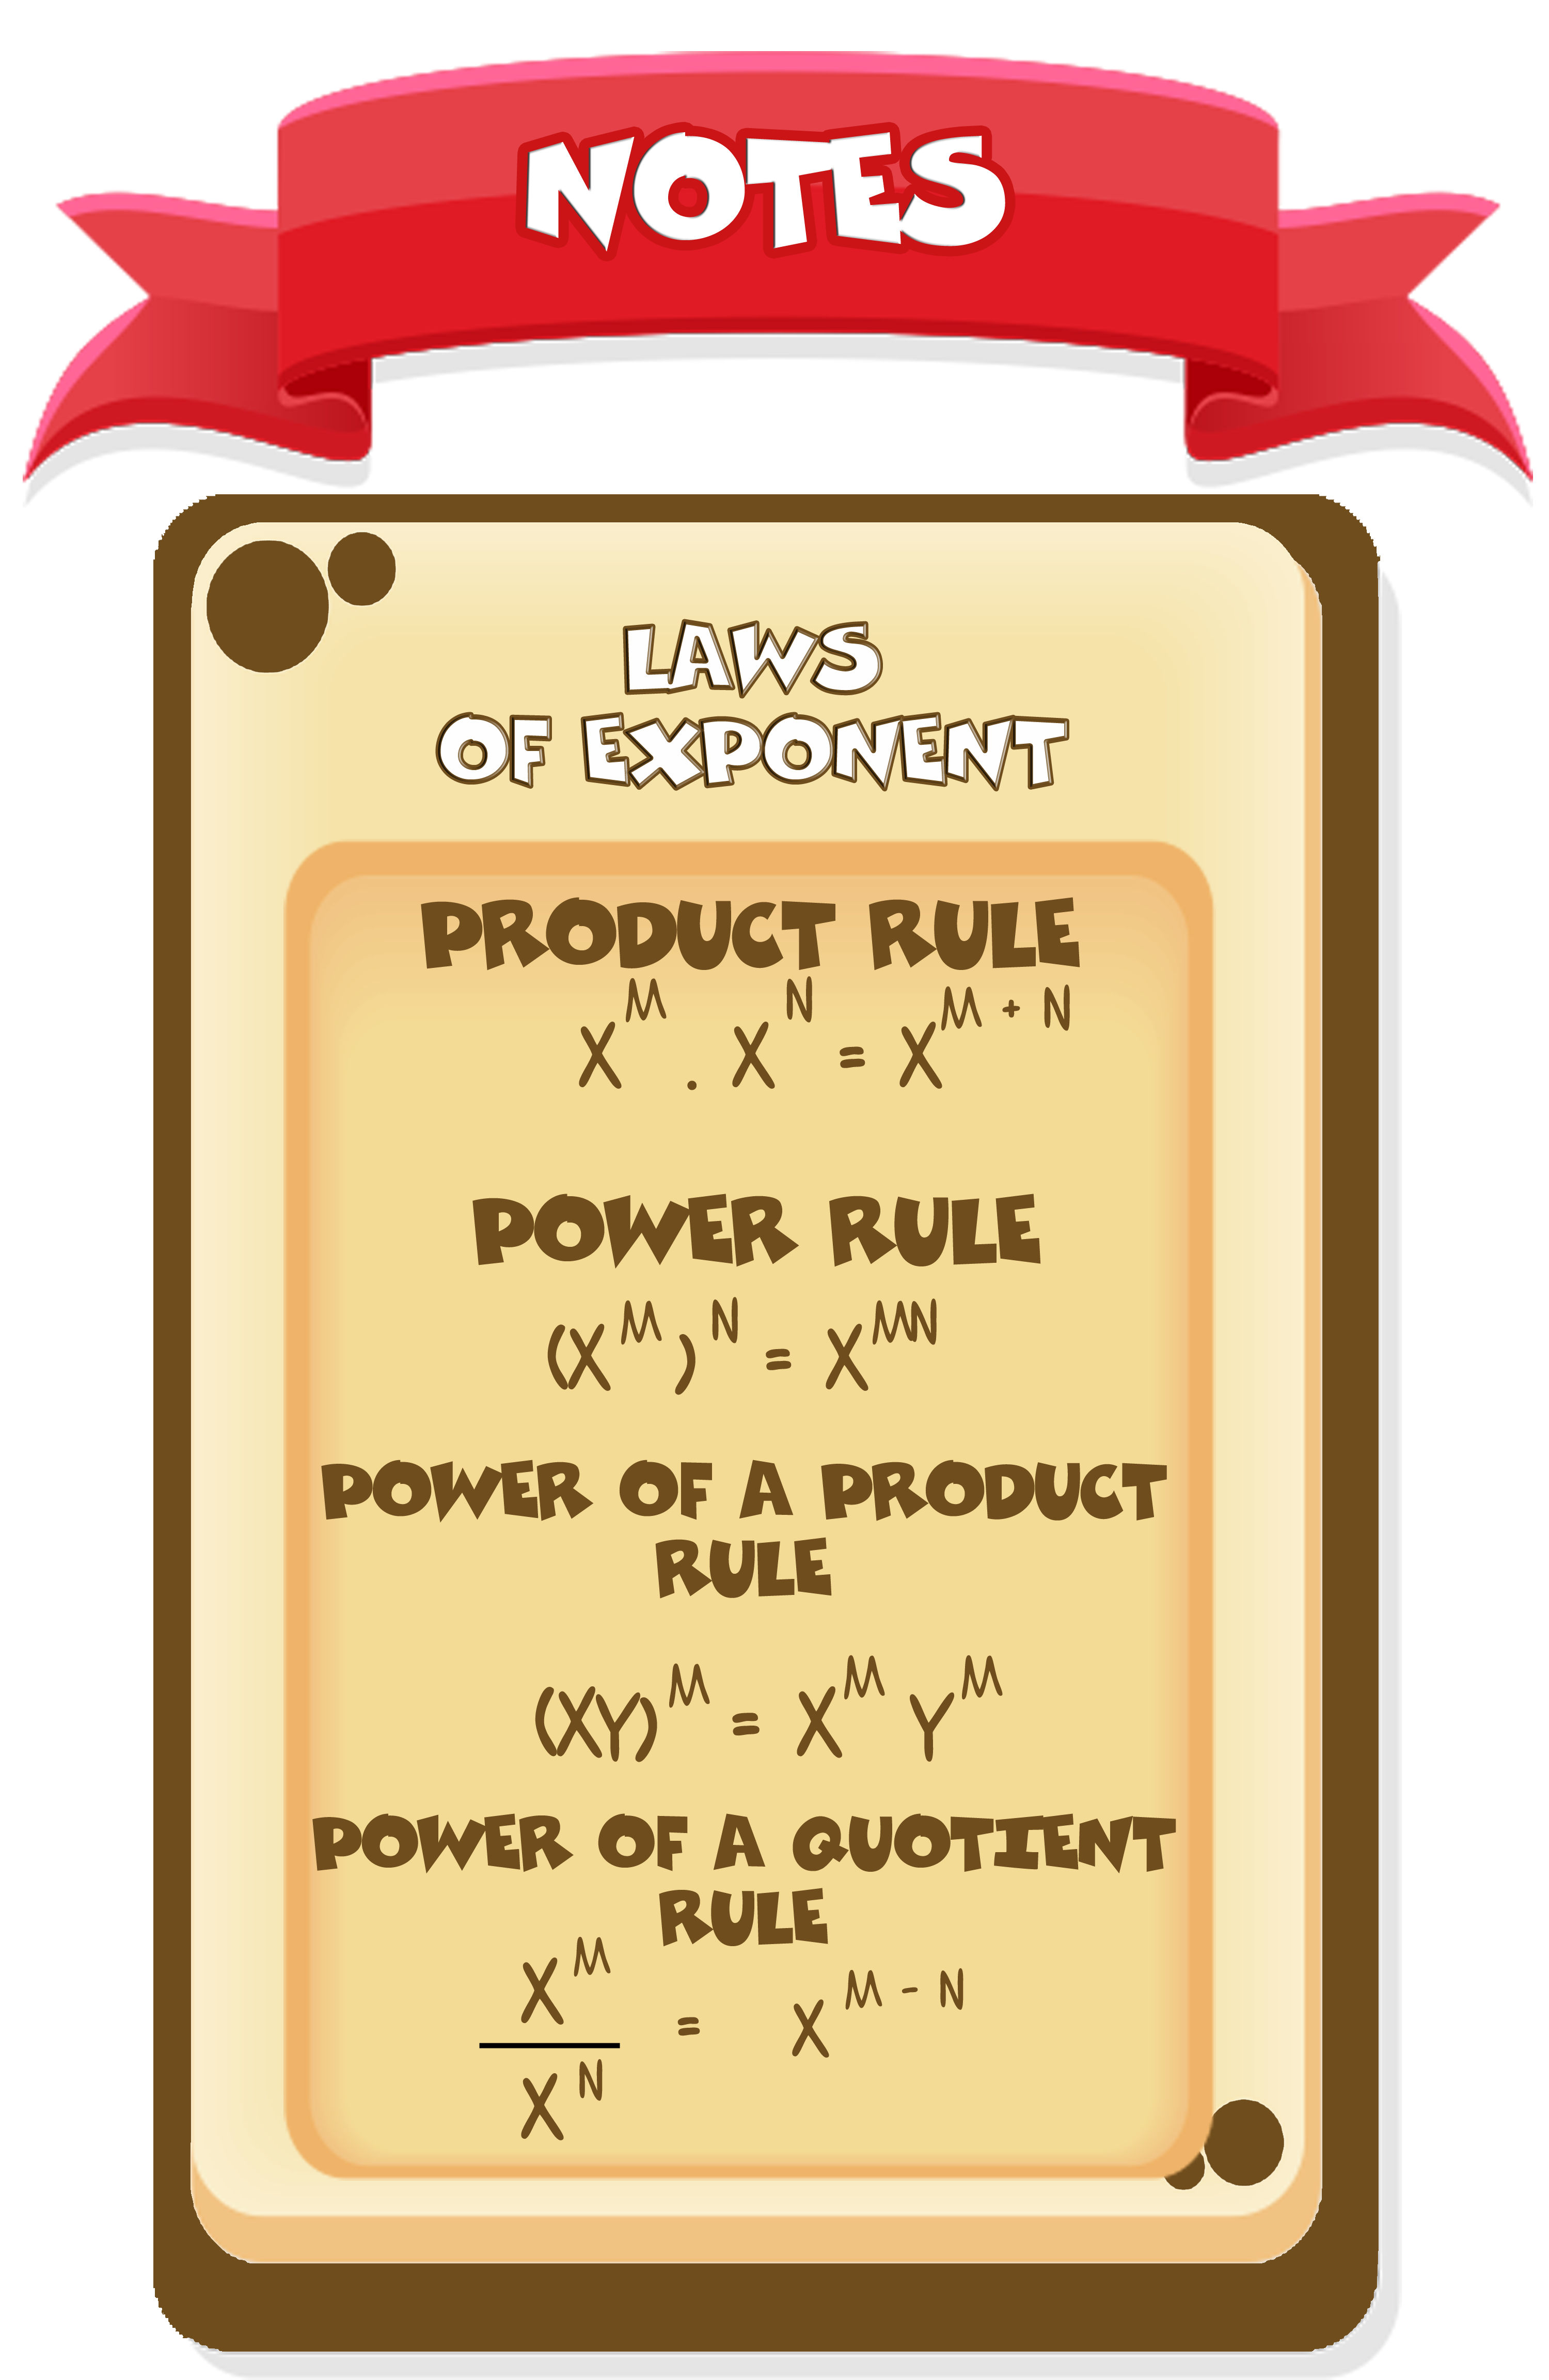 NOTES
LAWS
OF EXPONENT
PRODUCT RULE
X^M . X^N = X^M + N
POWER RULE
(X^M)^N = X^MN
POWER OF A PRODUCT
RULE
(XY)^M = X^M Y^M
POWER OF A QUOTIENT
RULE
X^M / X^N = X^M - N